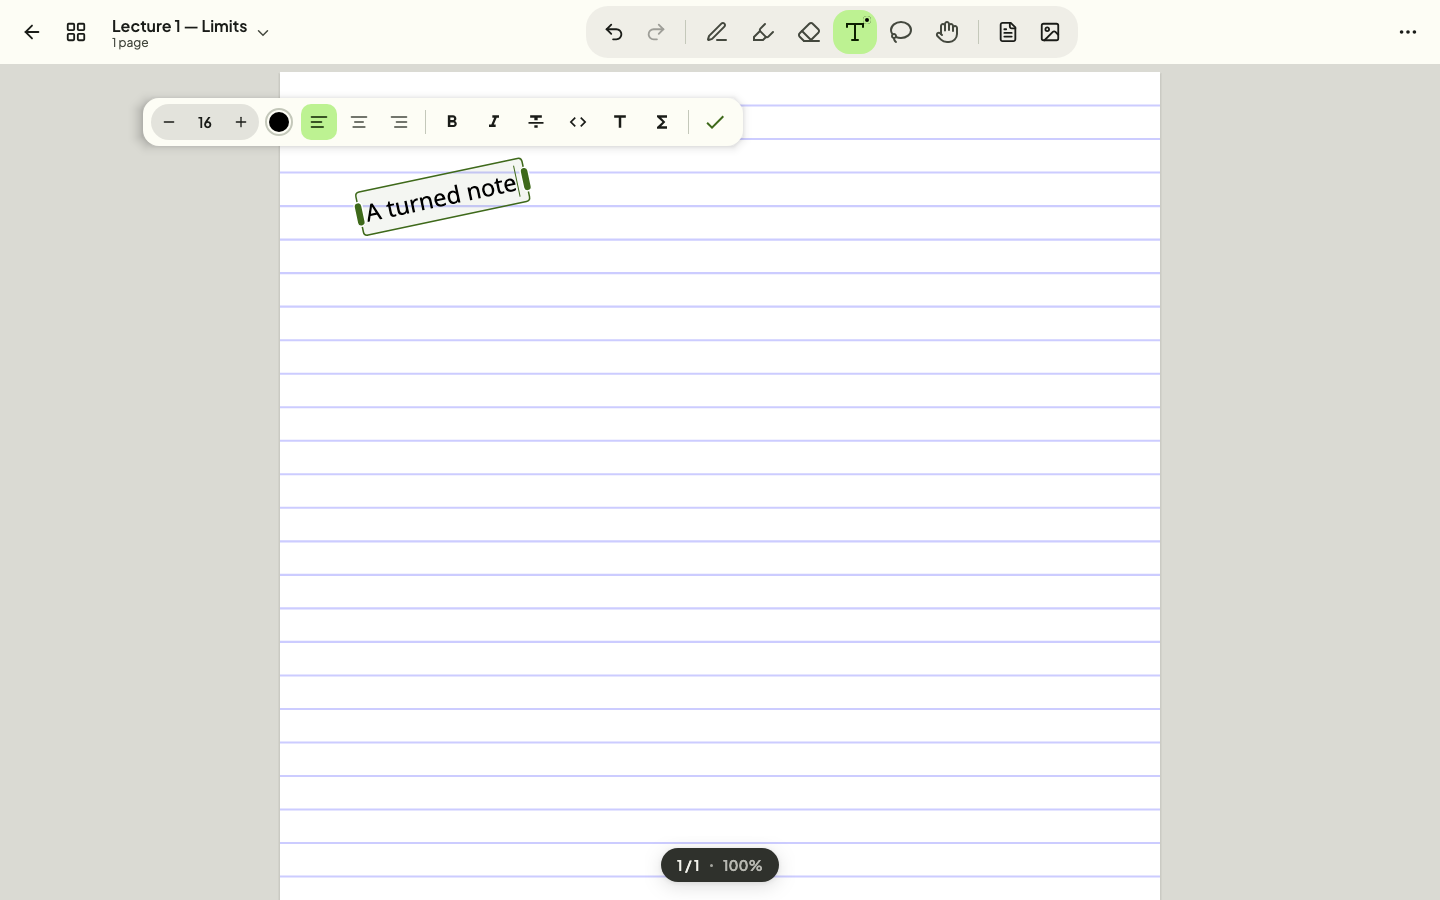 Lecture 1 — Limits
1 page
16
B I T Σ
A turned note
1 / 1 · 100%